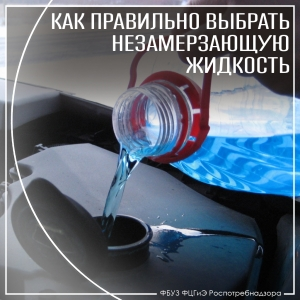 КАК ПРАВИЛЬНО ВЫБРАТЬ
НЕЗАМЕРЗАЮЩУЮ
ЖИДКОСТЬ
ФБУЗ ФЦГиЭ Роспотребнадзора